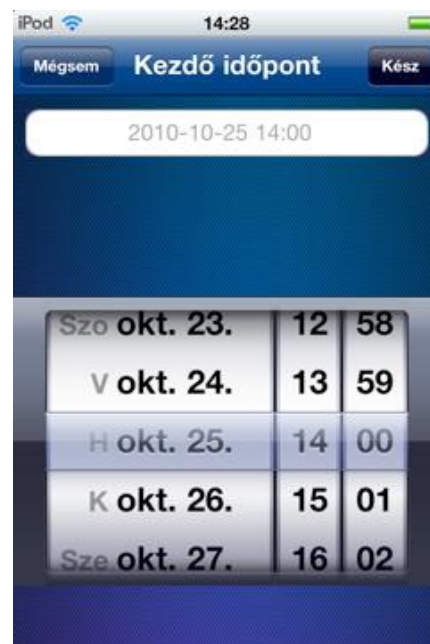 iPod 14:28
Mégsem Kezdő időpont Kész
2010-10-25 14:00
Szo okt. 23. 12 58
V okt. 24. 13 59
H okt. 25. 14 00
K okt. 26. 15 01
Sze okt. 27. 16 02